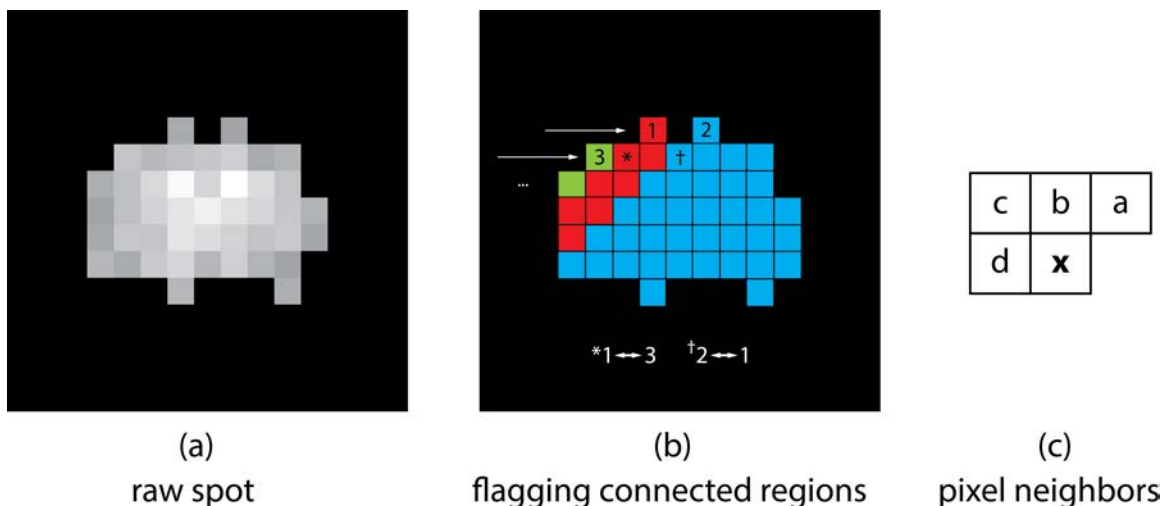 1 2
3 * †
...
*1↔3 †2↔1
c b a
d x
(a) (b) (c)
raw spot flagging connected regions pixel neighbors